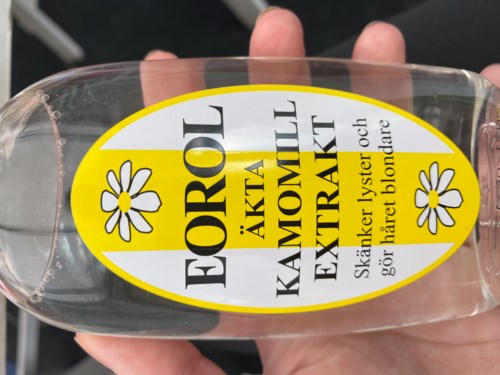 EOROL
ÄKTA
KAMOMILL
EXTRAKT
Skänker lyster och
gör håret blondare